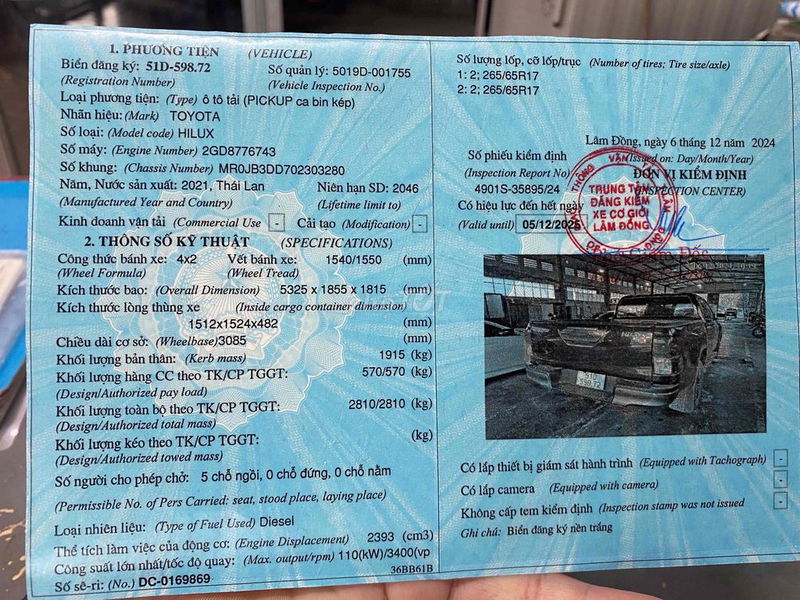 1. PHƯƠNG TIỆN (VEHICLE)
Biển đăng ký: 51D-598.72
(Registration Number)
Số quản lý: 5019D-001755
(Vehicle Inspection No.)
Loại phương tiện: (Type) ô tô tải (PICKUP ca bin kép)
Nhãn hiệu: (Mark) TOYOTA
Số loại: (Model code) HILUX
Số máy: (Engine Number) 2GD8776743
Số khung: (Chassis Number) MR0JB3DD702303280
Năm, Nước sản xuất: 2021, Thái Lan
Niên hạn SD: 2046
(Manufactured Year and Country)
(Lifetime limit to)
Kinh doanh vận tải (Commercial Use -
Cải tạo (Modification) -
2. THÔNG SỐ KỸ THUẬT (SPECIFICATIONS)
Công thức bánh xe: 4x2
Vết bánh xe: 1540/1550 (mm)
(Wheel Formula)
(Wheel Tread)
Kích thước bao: (Overall Dimension) 5325 x 1855 x 1815 (mm)
Kích thước lòng thùng xe (Inside cargo container dimension)
1512x1524x482 (mm)
Chiều dài cơ sở: (Wheelbase) 3085 (mm)
Khối lượng bản thân: (Kerb mass) 1915 (kg)
Khối lượng hàng CC theo TK/CP TGGT: 570/570 (kg)
(Design/Authorized pay load)
Khối lượng toàn bộ theo TK/CP TGGT: 2810/2810 (kg)
(Design/Authorized total mass)
Khối lượng kéo theo TK/CP TGGT: (kg)
(Design/Authorized towed mass)
Số người cho phép chở: 5 chỗ ngồi, 0 chỗ đứng, 0 chỗ nằm
(Permissible No. of Pers Carried: seat, stood place, laying place)
Loại nhiên liệu: (Type of Fuel Used) Diesel
Thể tích làm việc của động cơ: (Engine Displacement) 2393 (cm3)
Công suất lớn nhất/tốc độ quay: (Max. output/rpm) 110(kW)/3400(vp
36BB61B
Số sê-ri: (No.) DC-0169869
Số lượng lốp, cỡ lốp/trục (Number of tires; Tire size/axle)
1: 2; 265/65R17
2: 2; 265/65R17
Lâm Đồng, ngày 6 tháng 12 năm 2024
(Issued on: Day/Month/Year)
Số phiếu kiểm định
(Inspection Report No)
4901S-35895/24
ĐƠN VỊ KIỂM ĐỊNH
(INSPECTION CENTER)
Có hiệu lực đến hết ngày
(Valid until) 05/12/2025
TRUNG TÂM
ĐĂNG KIỂM
XE CƠ GIỚI
LÂM ĐỒNG
51D
598.72
Có lắp thiết bị giám sát hành trình (Equipped with Tachograph) -
Có lắp camera (Equipped with camera) -
Không cấp tem kiểm định (Inspection stamp was not issued -
Ghi chú: Biển đăng ký nền trắng